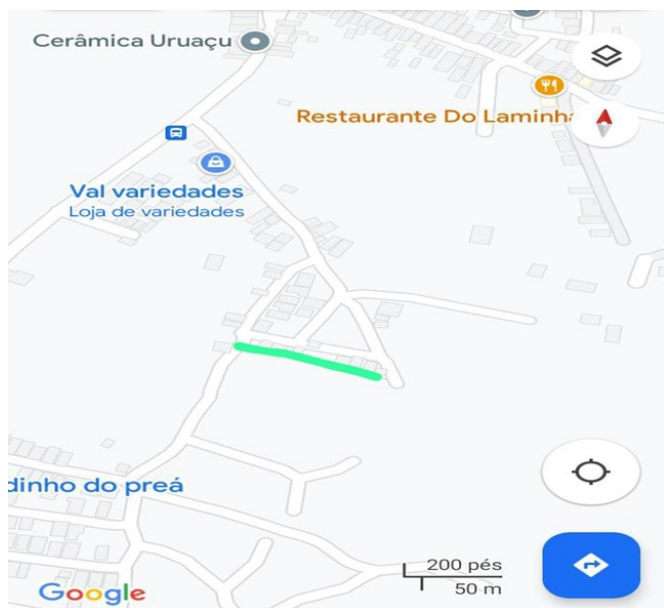 Cerâmica Uruaçu
Restaurante Do Laminha
Val variedades
Loja de variedades
dinho do preá
200 pés
50 m
Google